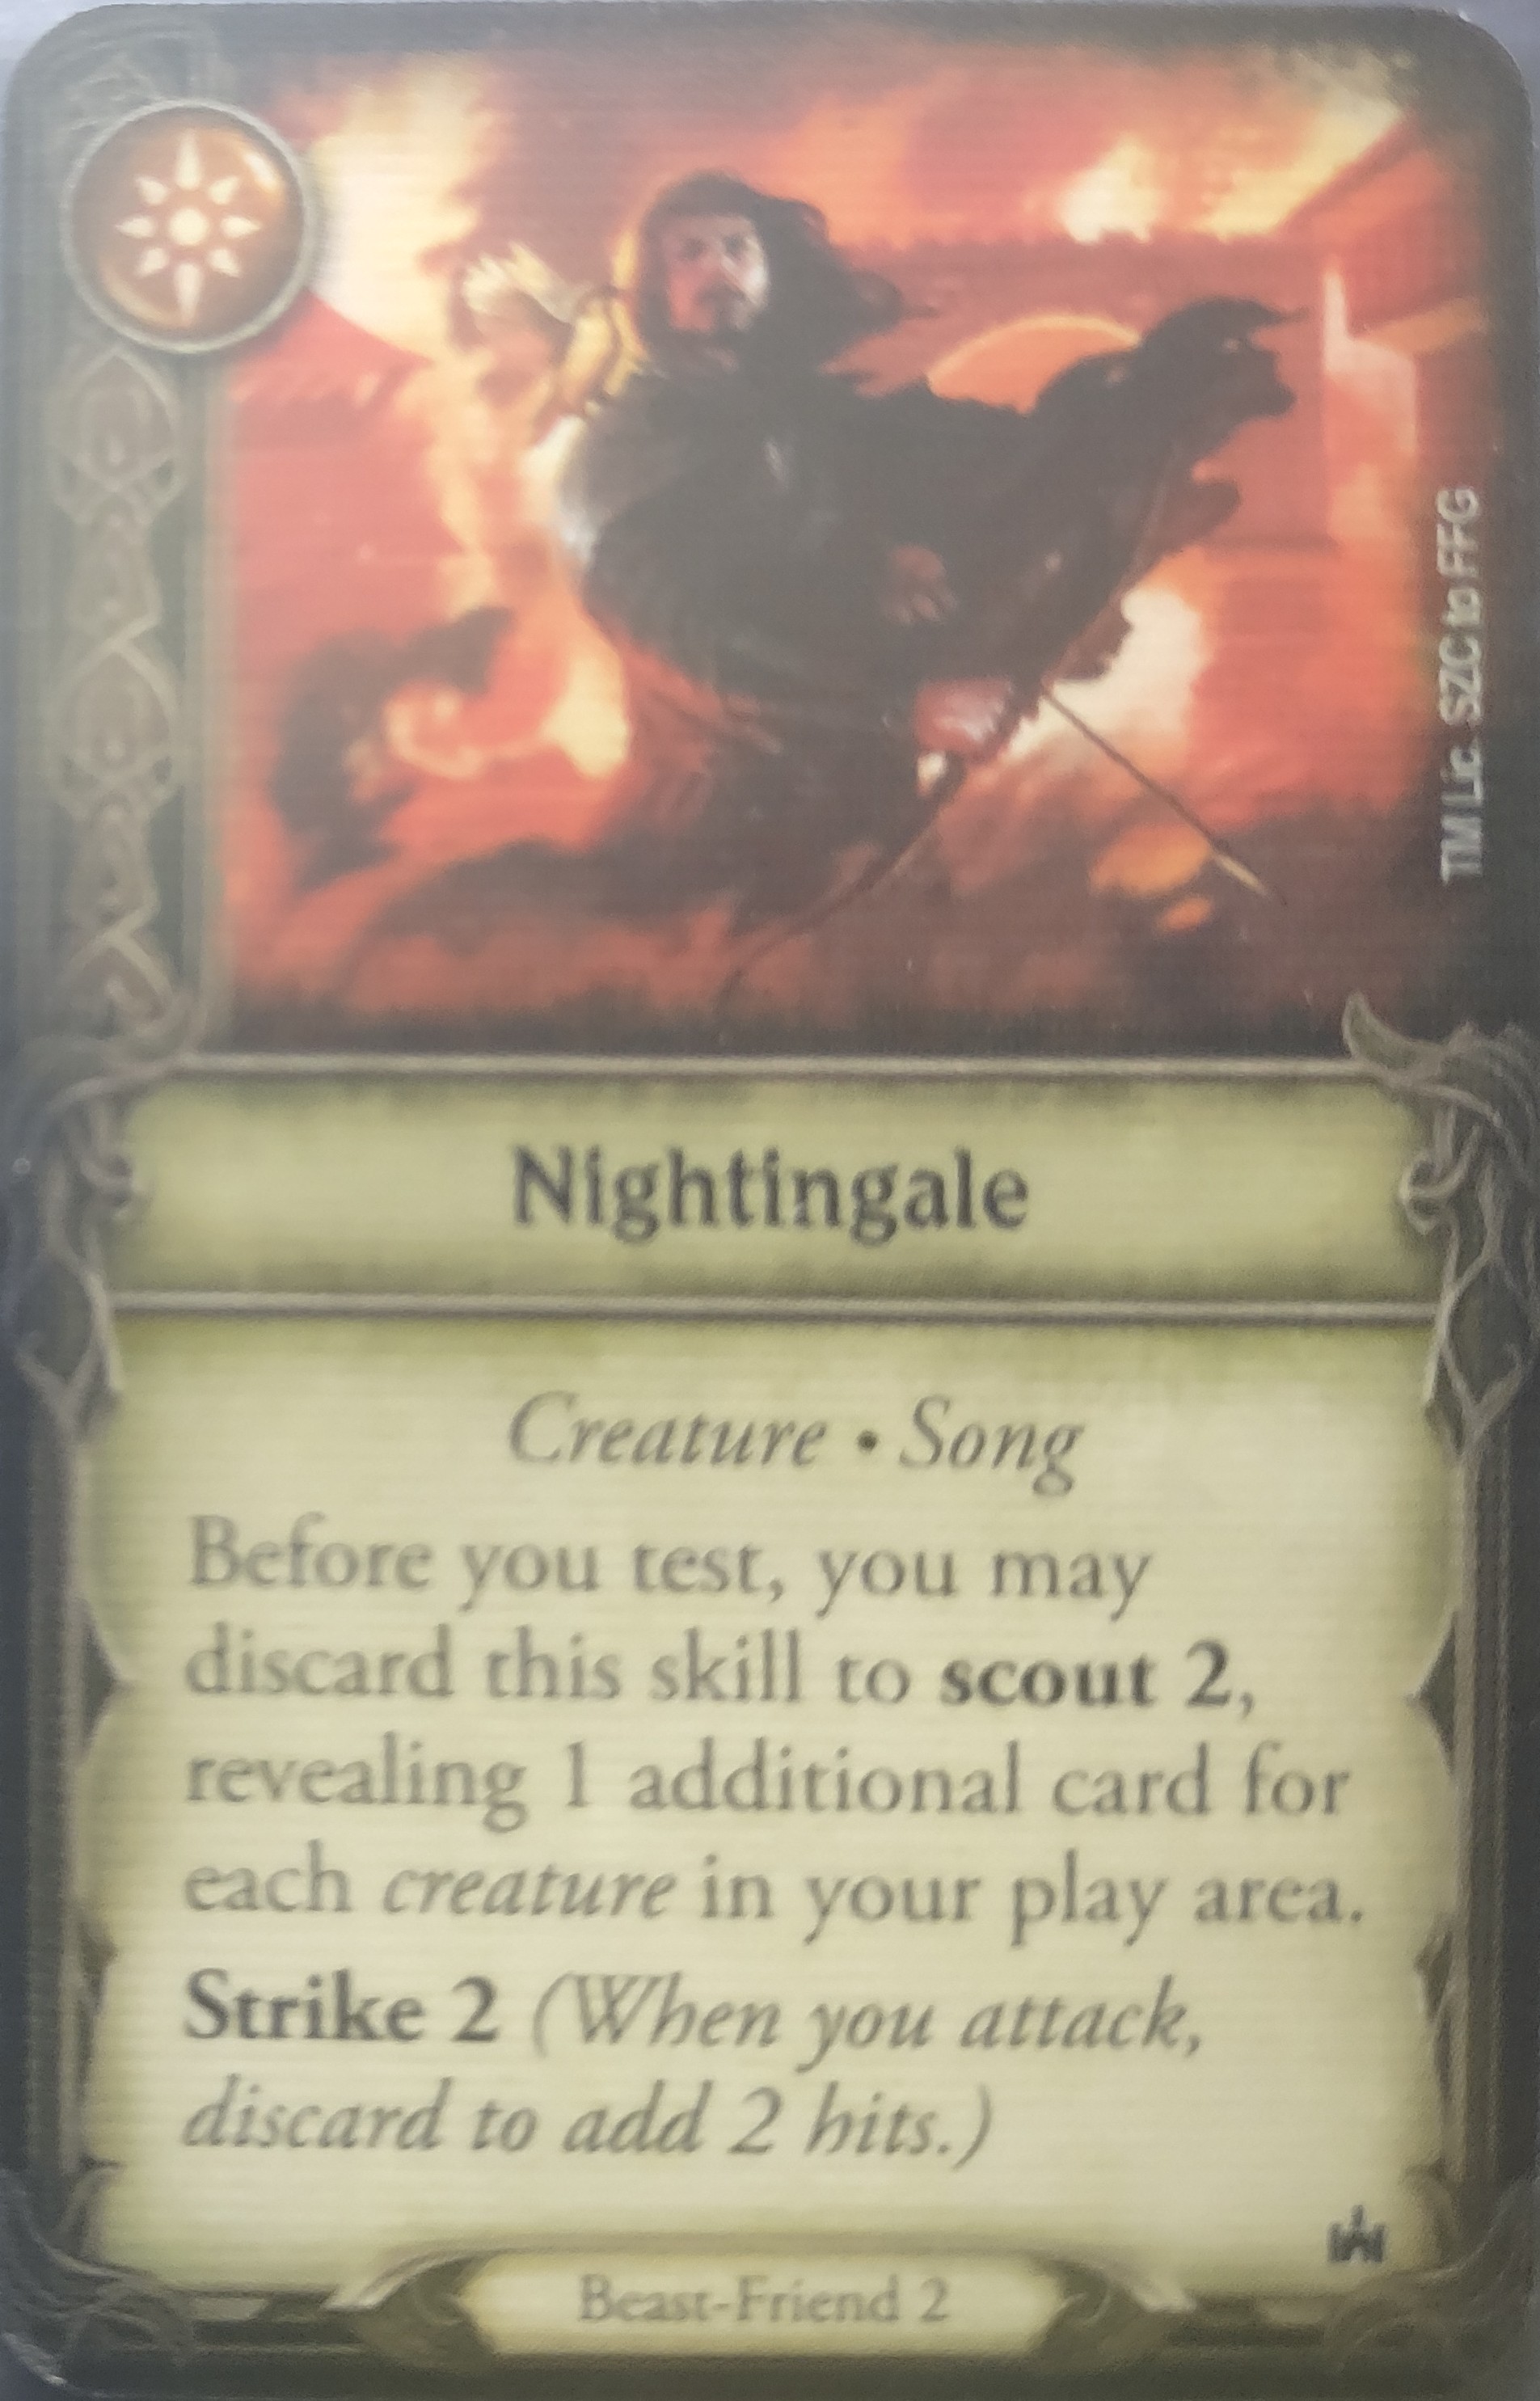 TM Lic. SZC to FFG
Nightingale
Creature • Song
Before you test, you may
discard this skill to scout 2,
revealing 1 additional card for
each creature in your play area.
Strike 2 (When you attack,
discard to add 2 hits.)
Beast-Friend 2